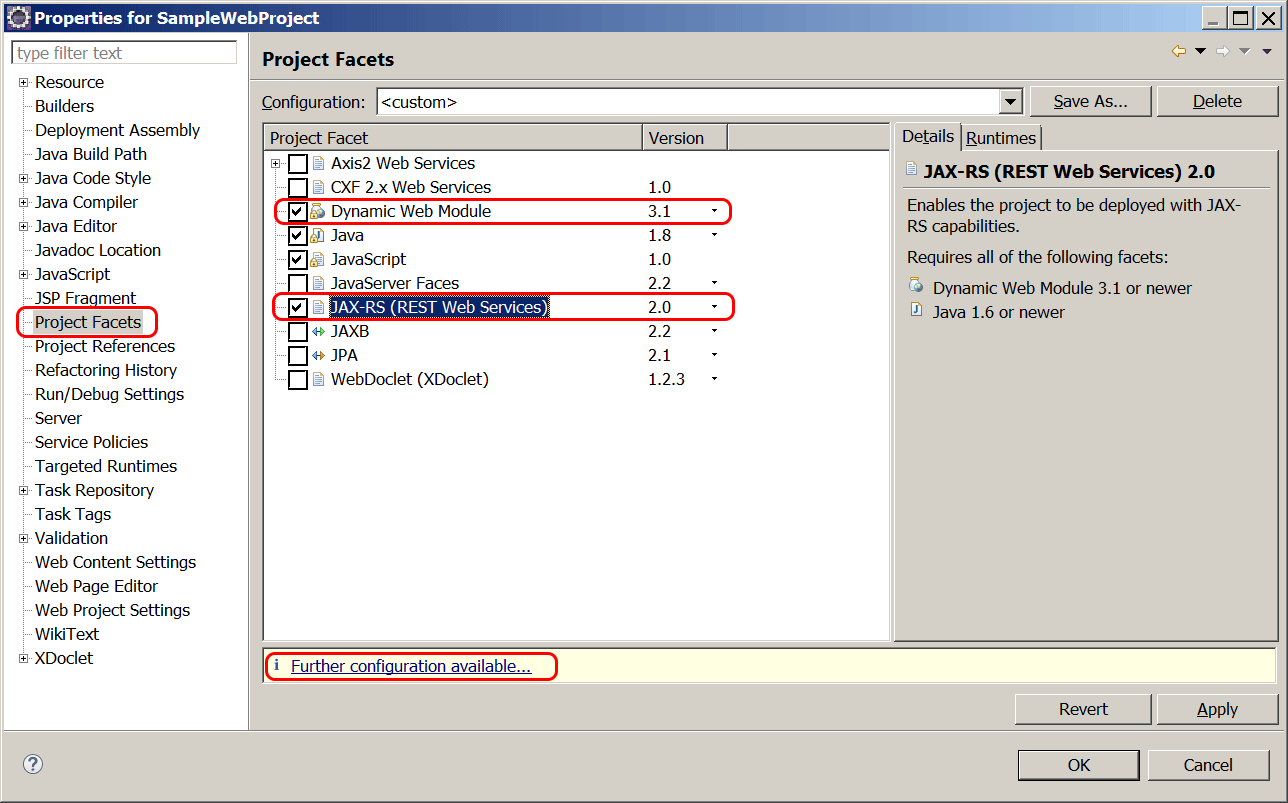 Properties for SampleWebProject
type filter text
Resource
Builders
Deployment Assembly
Java Build Path
Java Code Style
Java Compiler
Java Editor
Javadoc Location
JavaScript
JSP Fragment
Project Facets
Project References
Refactoring History
Run/Debug Settings
Server
Service Policies
Targeted Runtimes
Task Repository
Task Tags
Validation
Web Content Settings
Web Page Editor
Web Project Settings
WikiText
XDoclet
Project Facets
Configuration: <custom> Save As... Delete
Project Facet Version
Axis2 Web Services
CXF 2.x Web Services 1.0
Dynamic Web Module 3.1
Java 1.8
JavaScript 1.0
JavaServer Faces 2.2
JAX-RS (REST Web Services) 2.0
JAXB 2.2
JPA 2.1
WebDoclet (XDoclet) 1.2.3
Details Runtimes
JAX-RS (REST Web Services) 2.0
Enables the project to be deployed with JAX-
RS capabilities.
Requires all of the following facets:
Dynamic Web Module 3.1 or newer
Java 1.6 or newer
i Further configuration available...
Revert Apply
? OK Cancel